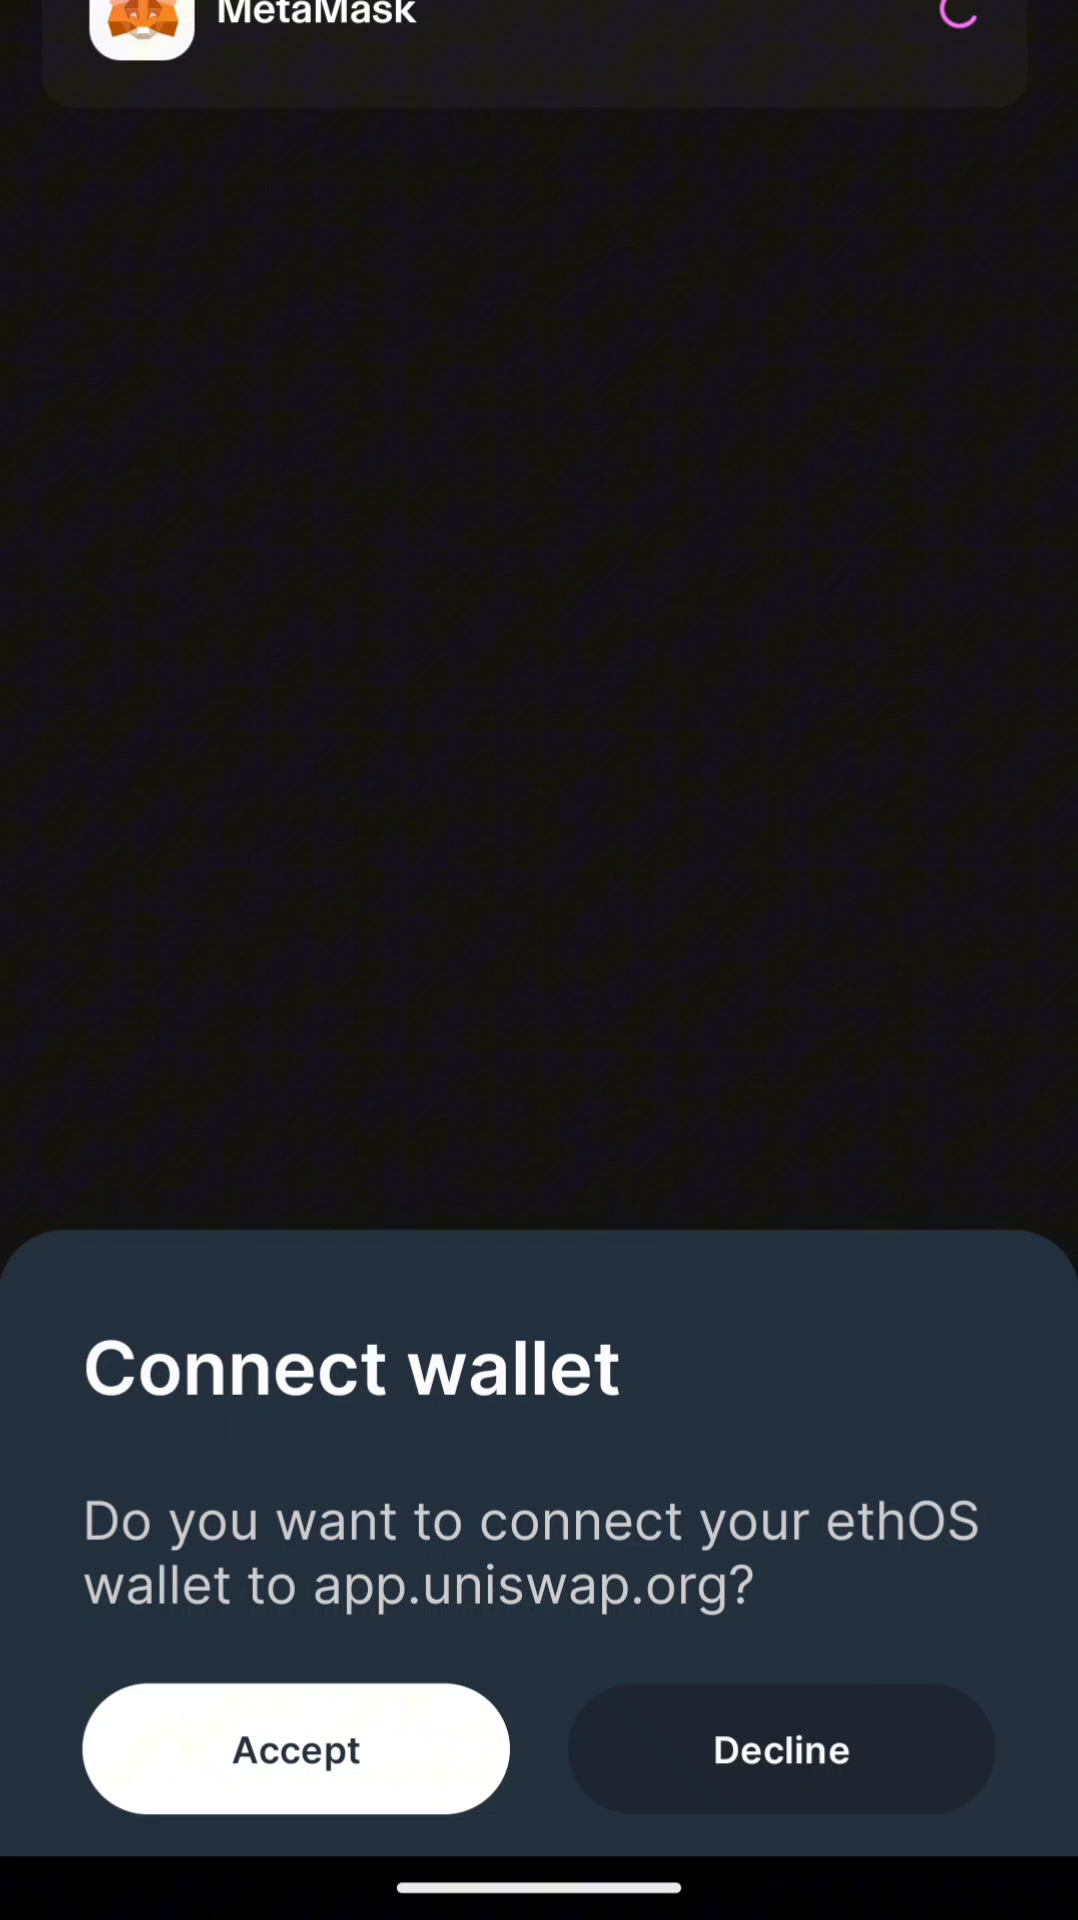 MetaMask
Connect wallet
Do you want to connect your ethOS
wallet to app.uniswap.org?
Accept
Decline